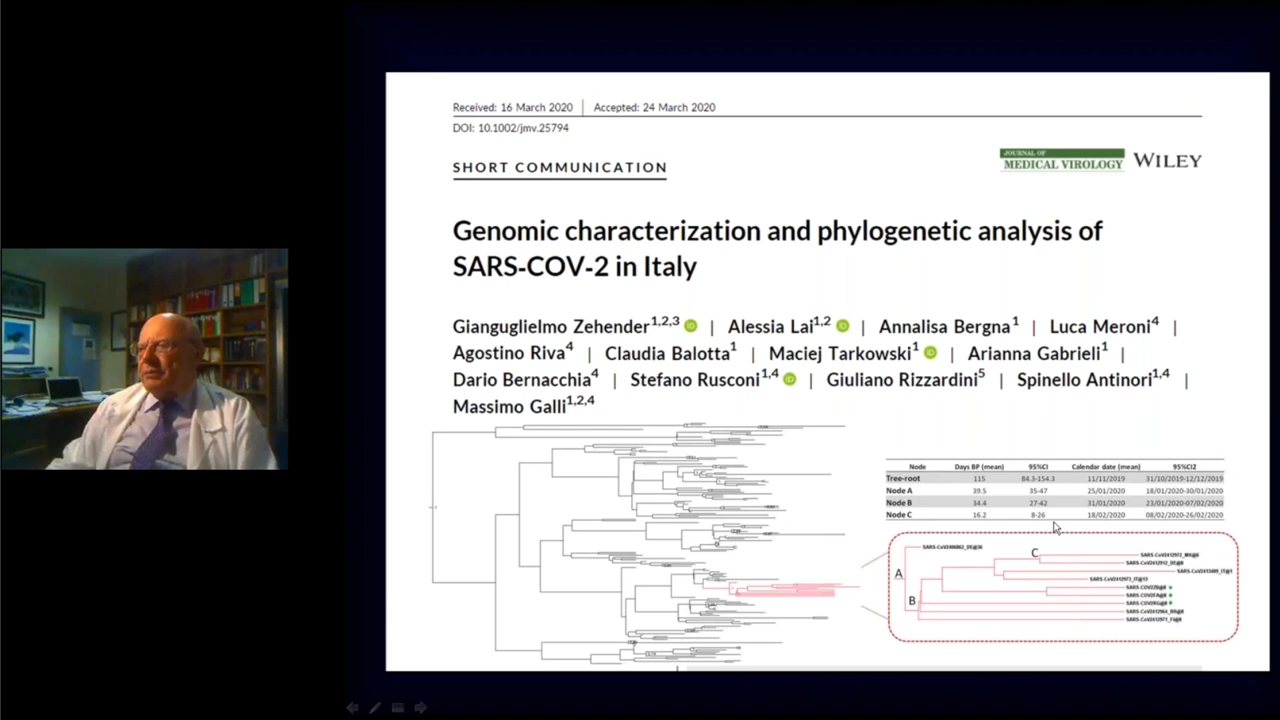 Received: 16 March 2020 | Accepted: 24 March 2020
DOI: 10.1002/jmv.25794
SHORT COMMUNICATION
JOURNAL OF
MEDICAL VIROLOGY WILEY
Genomic characterization and phylogenetic analysis of
SARS-COV-2 in Italy
Gianguglielmo Zehender1,2,3 iD | Alessia Lai1,2 iD | Annalisa Bergna1 | Luca Meroni4 |
Agostino Riva4 | Claudia Balotta1 | Maciej Tarkowski1 iD | Arianna Gabrieli1 |
Dario Bernacchia4 | Stefano Rusconi1,4 iD | Giuliano Rizzardini5 | Spinello Antinori1,4 |
Massimo Galli1,2,4
Node Days BP (mean) 95%CI Calendar date (mean) 95%CI2
Tree-root 115 84.3-154.3 11/11/2019 31/10/2019-12/12/2019
Node A 39.5 35-47 25/01/2020 18/01/2020-30/01/2020
Node B 34.4 27-42 31/01/2020 23/01/2020-07/02/2020
Node C 16.2 8-26 18/02/2020 08/02/2020-26/02/2020
C
A
B